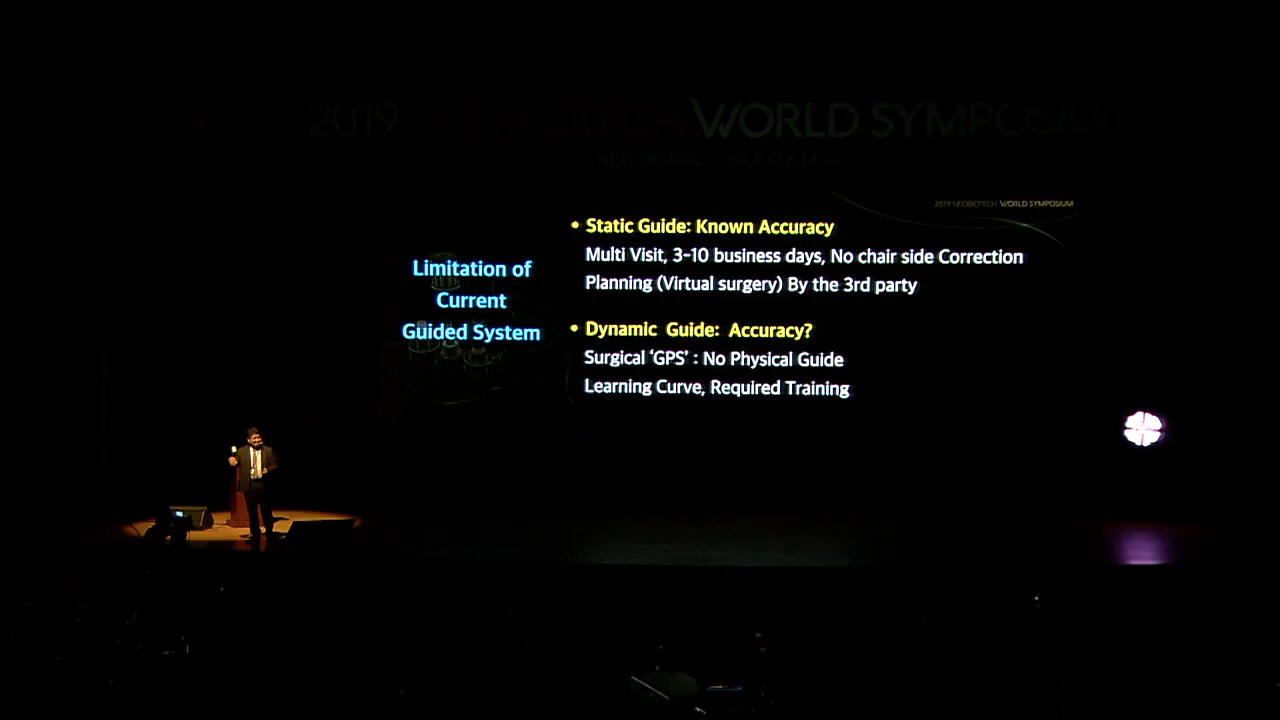 2019 WORLD SYMPOSIUM
NEW DIGITAL
2019 NEOBIOTECH WORLD SYMPOSIUM
Limitation of
Current
Guided System
• Static Guide: Known Accuracy
Multi Visit, 3-10 business days, No chair side Correction
Planning (Virtual surgery) By the 3rd party
• Dynamic Guide: Accuracy?
Surgical ‘GPS’ : No Physical Guide
Learning Curve, Required Training